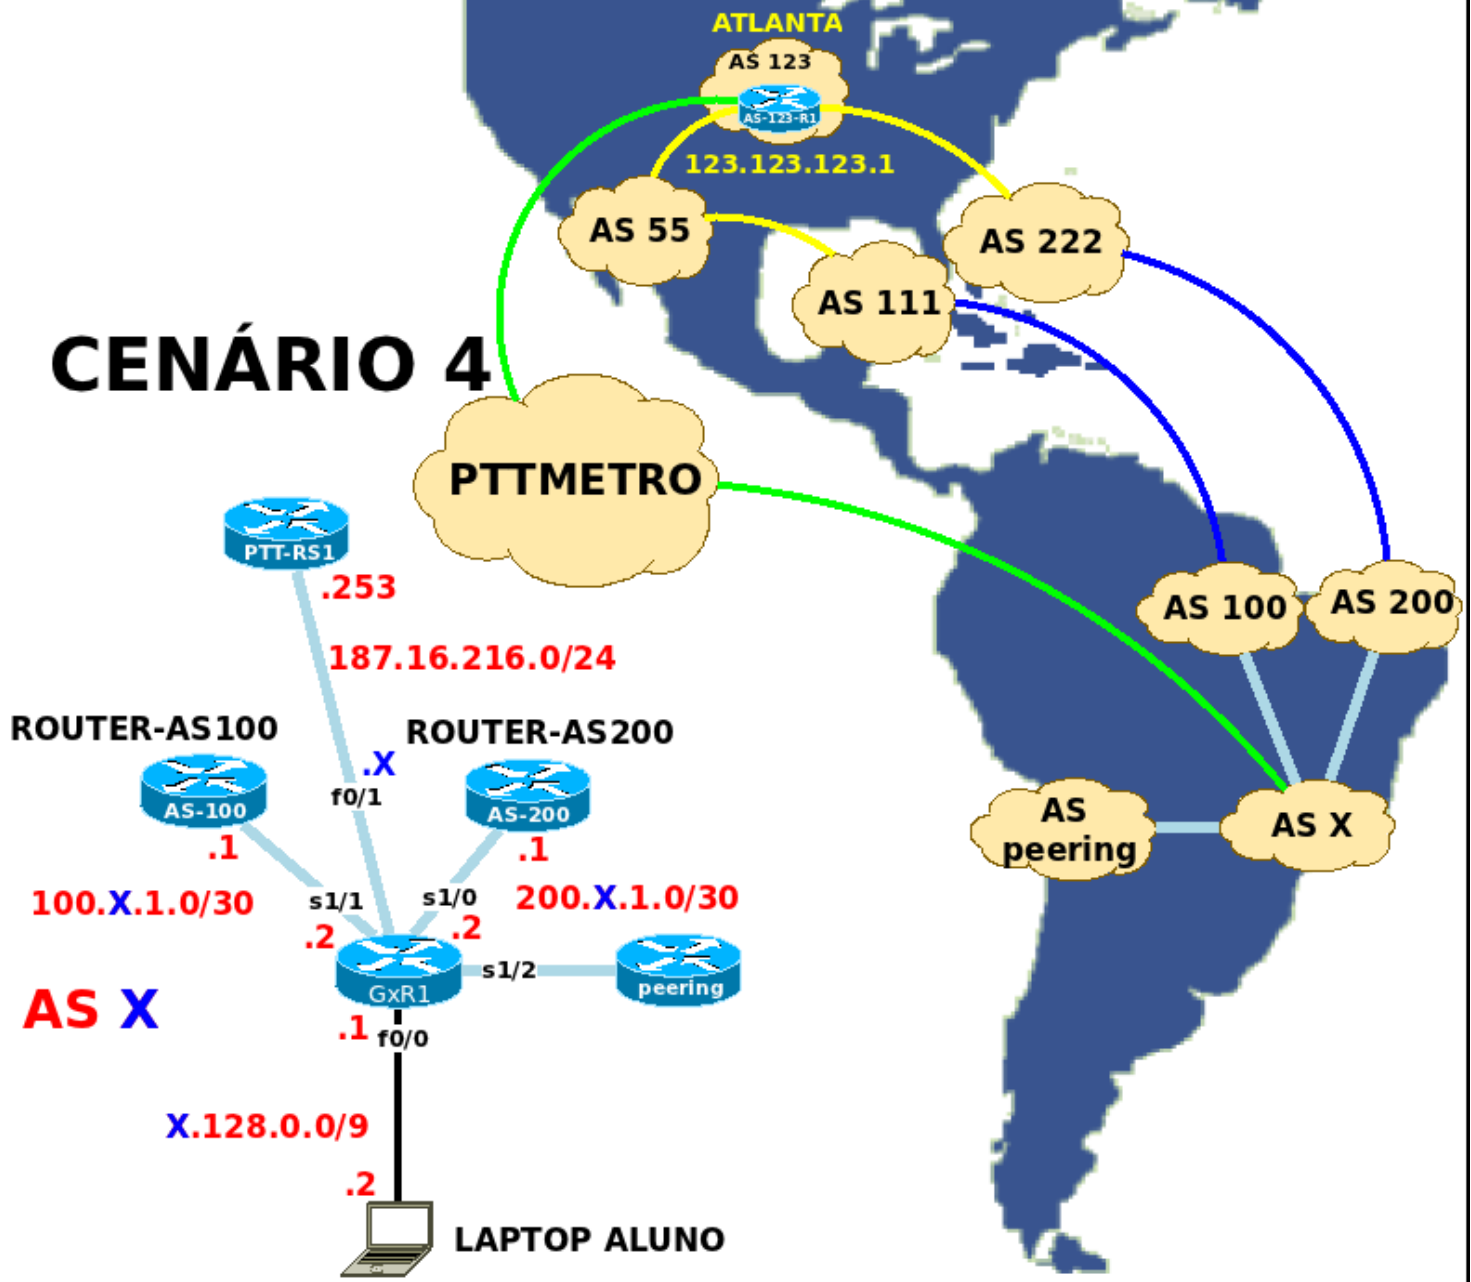 ATLANTA
AS 123
AS-123-R1
123.123.123.1
AS 55
AS 222
AS 111
CENÁRIO 4
PTTMETRO
PTT-RS1
.253
187.16.216.0/24
AS 100
AS 200
ROUTER-AS100
ROUTER-AS200
.X
f0/1
AS-100
AS-200
.1
.1
100.X.1.0/30
s1/1
s1/0
200.X.1.0/30
.2
.2
AS
peering
AS X
s1/2
GxR1
peering
AS X
.1
f0/0
X.128.0.0/9
.2
LAPTOP ALUNO